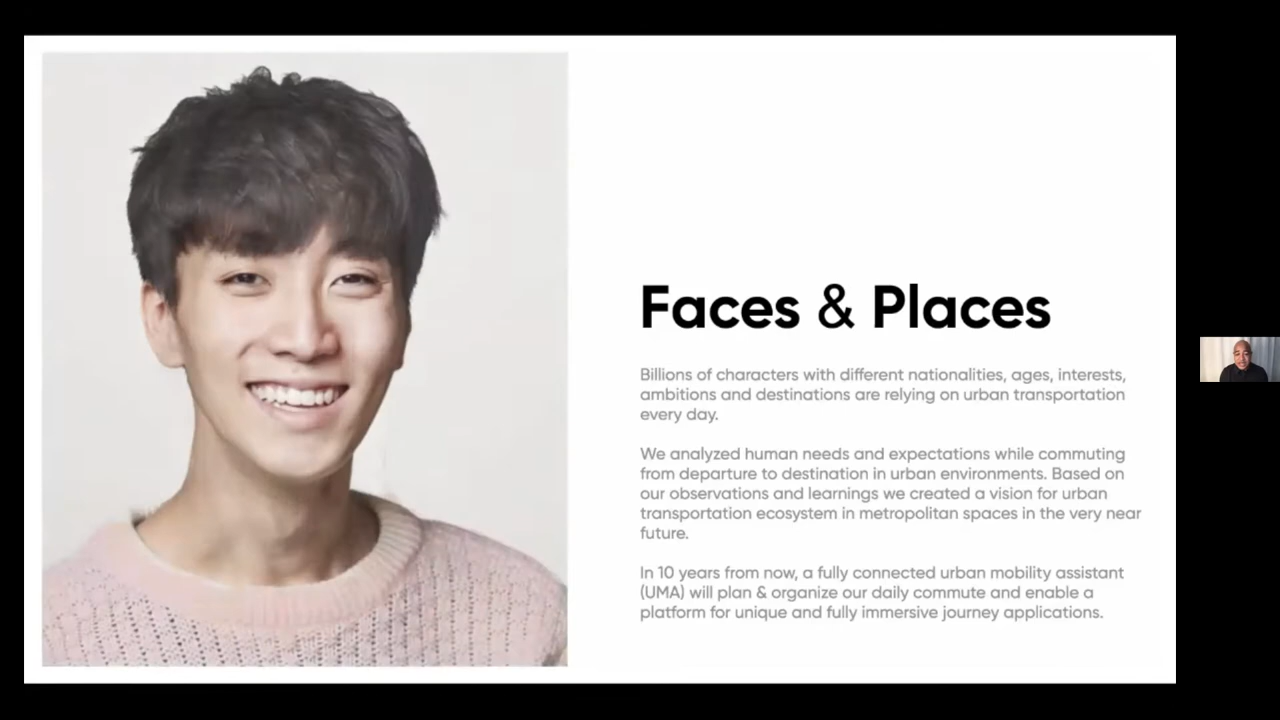 Faces & Places
Billions of characters with different nationalities, ages, interests,
ambitions and destinations are relying on urban transportation
every day.
We analyzed human needs and expectations while commuting
from departure to destination in urban environments. Based on
our observations and learnings we created a vision for urban
transportation ecosystem in metropolitan spaces in the very near
future.
In 10 years from now, a fully connected urban mobility assistant
(UMA) will plan & organize our daily commute and enable a
platform for unique and fully immersive journey applications.